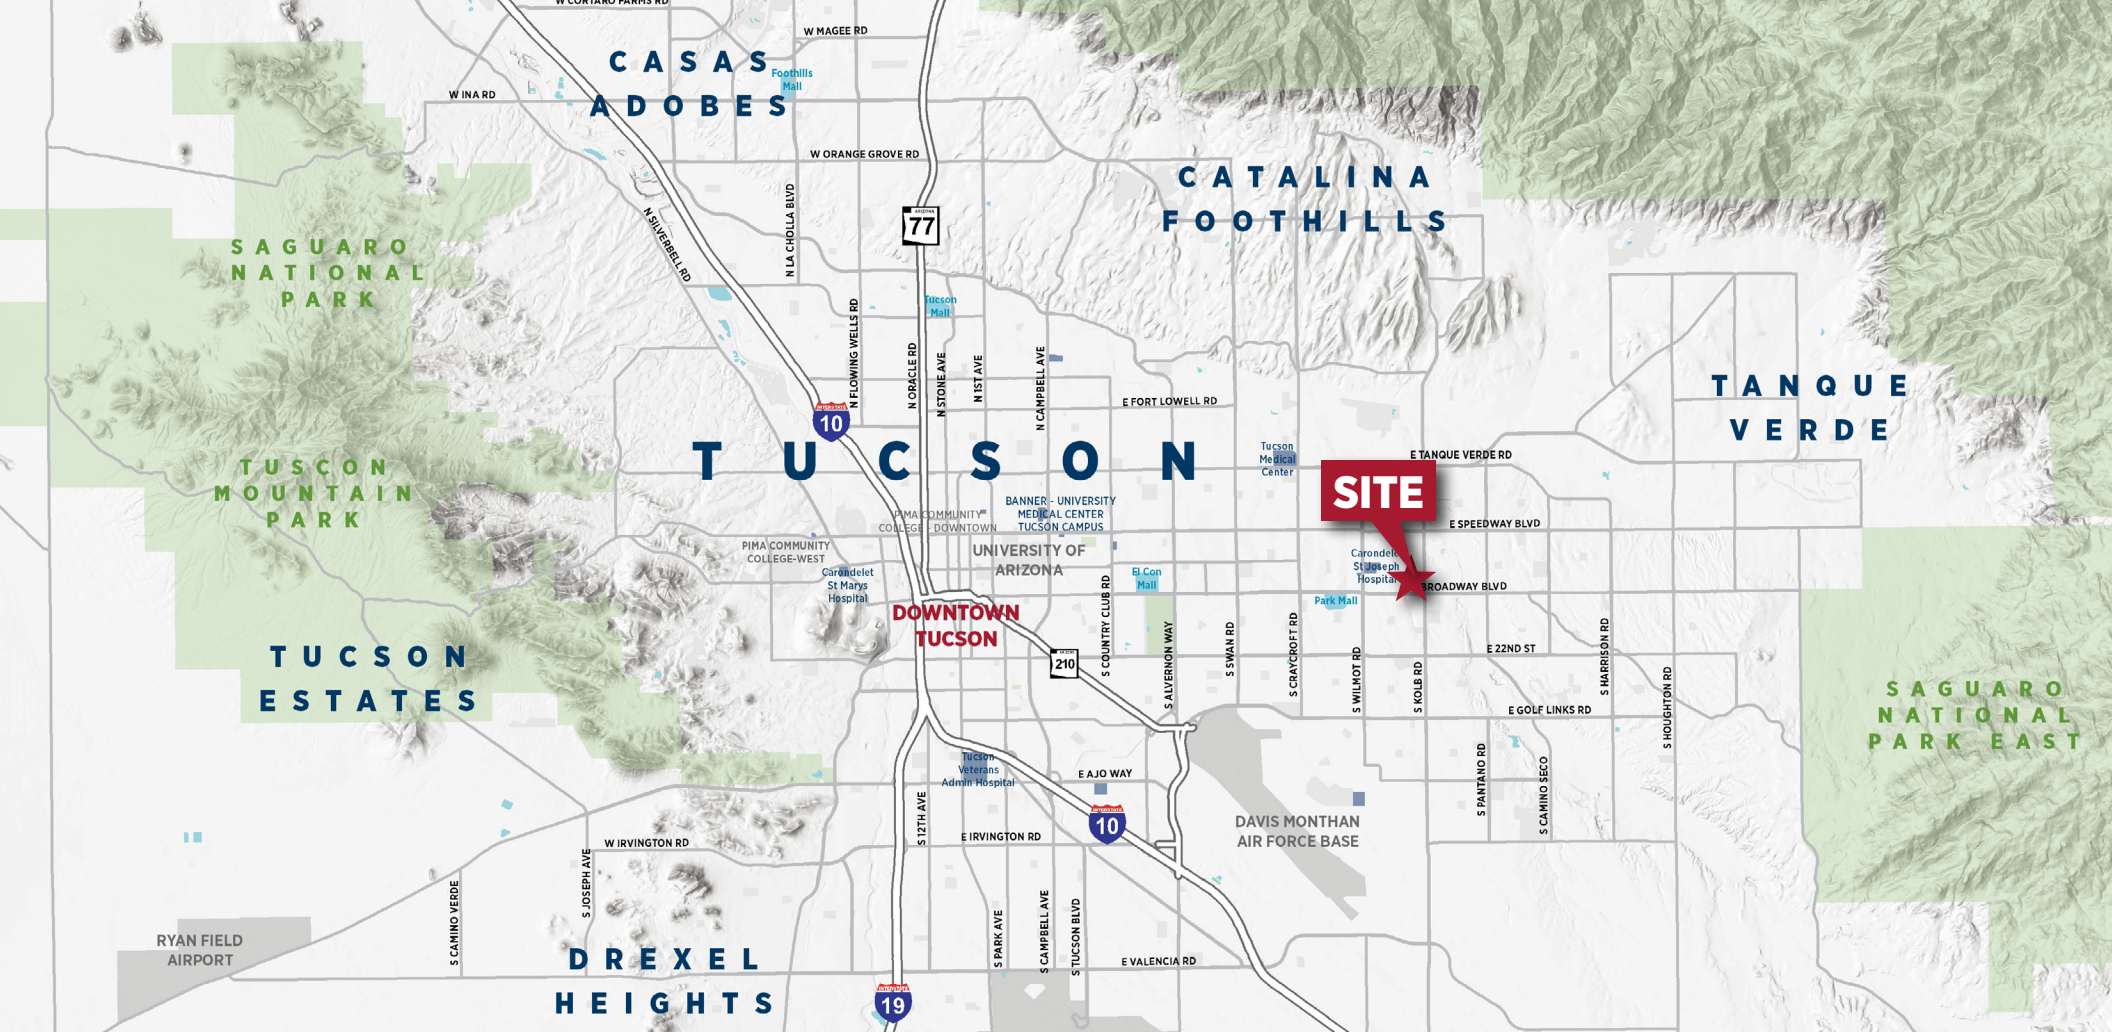 W CORTARO FARMS RD
W MAGEE RD
CASAS
ADOBES
Foothills
Mall
W INA RD
W ORANGE GROVE RD
CATALINA
FOOTHILLS
N LA CHOLLA BLVD
N SILVERBELL RD
ARIZONA
77
SAGUARO
NATIONAL
PARK
Tucson
Mall
N FLOWING WELLS RD
N ORACLE RD
N STONE AVE
N 1ST AVE
N CAMPBELL AVE
E FORT LOWELL RD
TANQUE
VERDE
INTERSTATE
10
TUCSON
Tucson
Medical
Center
E TANQUE VERDE RD
SITE
TUSCON
MOUNTAIN
PARK
BANNER - UNIVERSITY
MEDICAL CENTER
TUCSON CAMPUS
PIMA COMMUNITY
COLLEGE - DOWNTOWN
E SPEEDWAY BLVD
PIMA COMMUNITY
COLLEGE-WEST
UNIVERSITY OF
ARIZONA
Carondele
St Joseph
Hospital
Carondelet
St Marys
Hospital
El Con
Mall
BROADWAY BLVD
Park Mall
DOWNTOWN
TUCSON
S COUNTRY CLUB RD
S ALVERNON WAY
S SWAN RD
S CRAYCROFT RD
S WILMOT RD
S KOLB RD
E 22ND ST
S HARRISON RD
S HOUGHTON RD
ARIZONA
210
TUCSON
ESTATES
E GOLF LINKS RD
SAGUARO
NATIONAL
PARK EAST
Tucson
Veterans
Admin Hospital
E AJO WAY
S PANTANO RD
S CAMINO SECO
S 12TH AVE
INTERSTATE
10
DAVIS MONTHAN
AIR FORCE BASE
E IRVINGTON RD
W IRVINGTON RD
S JOSEPH AVE
S CAMINO VERDE
S PARK AVE
S CAMPBELL AVE
S TUCSON BLVD
RYAN FIELD
AIRPORT
DREXEL
HEIGHTS
E VALENCIA RD
INTERSTATE
19